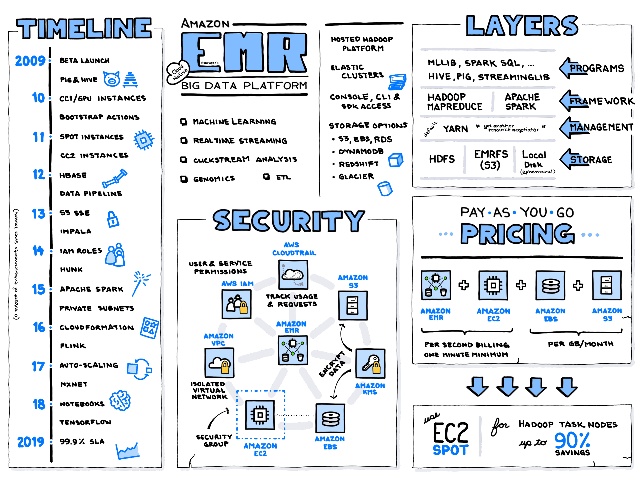 TIMELINE
2009
BETA LAUNCH
PIG & HIVE
10
CC1/GPU INSTANCES
BOOTSTRAP ACTIONS
11
SPOT INSTANCES
CC2 INSTANCES
12
HBASE
DATA PIPELINE
13
S3 SSE
IMPALA
14
IAM ROLES
HUNK
15
APACHE SPARK
PRIVATE SUBNETS
16
CLOUDFORMATION
FLINK
17
AUTO-SCALING
MXNET
18
NOTEBOOKS
TENSORFLOW
2019
99.9% SLA
AMAZON
EMR
BIG DATA PLATFORM
MACHINE LEARNING
REALTIME STREAMING
CLICKSTREAM ANALYSIS
GENOMICS
ETL
HOSTED HADOOP
PLATFORM
ELASTIC
CLUSTERS
CONSOLE, CLI &
SDK ACCESS
STORAGE OPTIONS
• S3, EBS, RDS
• DYNAMODB
• REDSHIFT
• GLACIER
LAYERS
MLLIB, SPARK SQL, ...
HIVE, PIG, STREAMINGLIB
PROGRAMS
HADOOP
MAPREDUCE
APACHE
SPARK
FRAMEWORK
default
YARN
"yet another
resource negotiator"
MANAGEMENT
HDFS
EMRFS
(S3)
Local
Disk
(ephemeral)
STORAGE
SECURITY
USER & SERVICE
PERMISSIONS
AWS IAM
AWS
CLOUDTRAIL
TRACK USAGE
& REQUESTS
AMAZON
S3
AMAZON
VPC
ISOLATED
VIRTUAL
NETWORK
AMAZON
EMR
ENCRYPT
DATA
AMAZON
KMS
SECURITY
GROUP
AMAZON
EC2
AMAZON
EBS
PAY • AS • YOU • GO
PRICING
+
+
+
AMAZON
EMR
AMAZON
EC2
AMAZON
EBS
AMAZON
S3
PER SECOND BILLING
ONE MINUTE MINIMUM
PER GB/MONTH
use
EC2
SPOT
for HADOOP TASK NODES
up to 90%
SAVINGS